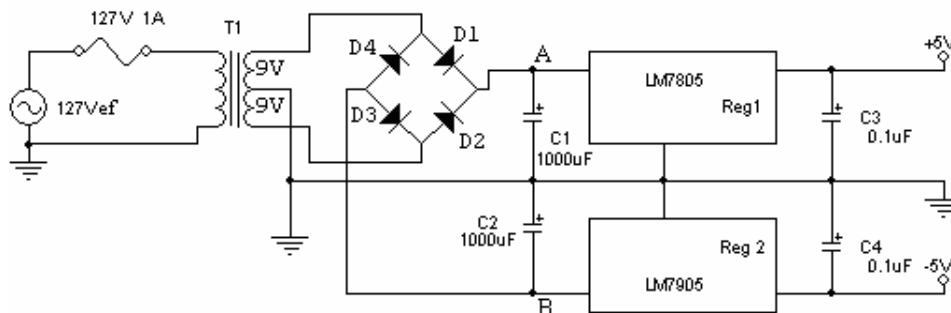 127V 1A
T1
127Vef
9V
9V
D4
D1
D3
D2
A
C1
1000uF
C2
1000uF
B
LM7805
Reg1
Reg 2
LM7905
+5V
C3
0.1uF
C4
0.1uF
-5V
+
+
+
+